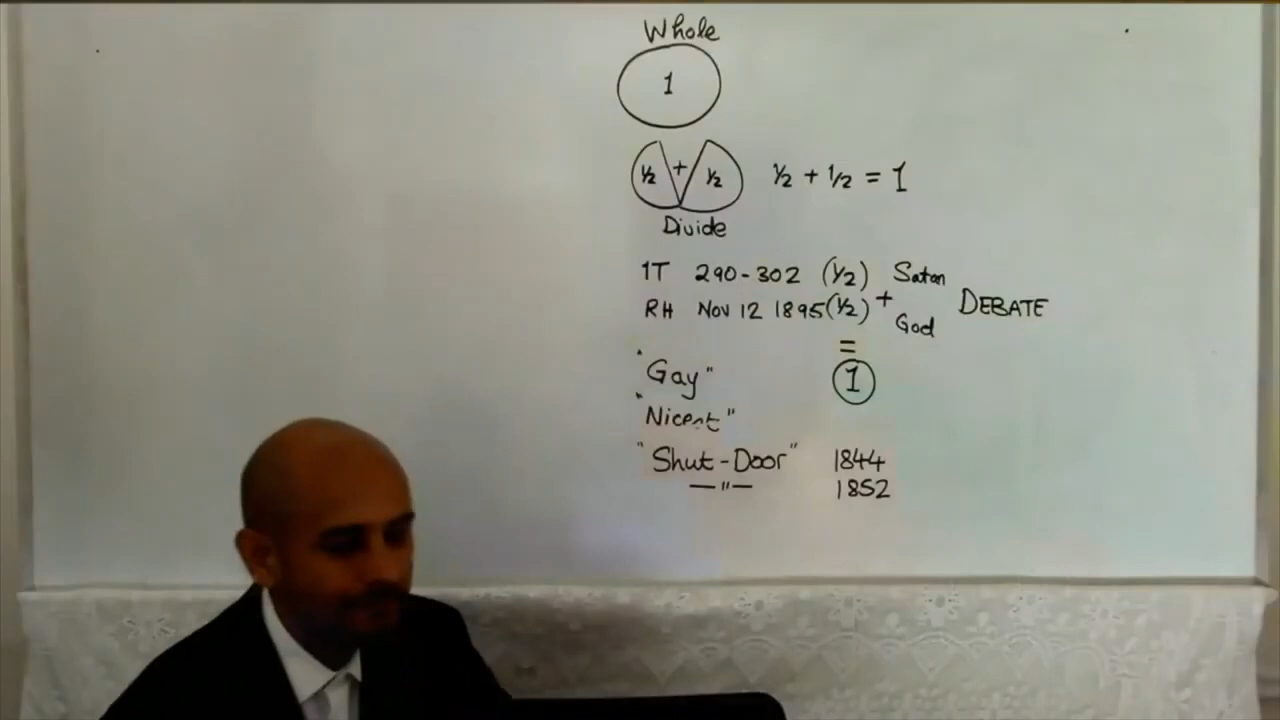 Whole
1
½ + ½ ½ + 1/2 = 1
Divide
1T 290-302 (½) Satan
+ DEBATE
RH Nov 12 1895 (½) God
=
"Gay" 1
"Nicest"
"Shut-Door" 1844
—"— 1852